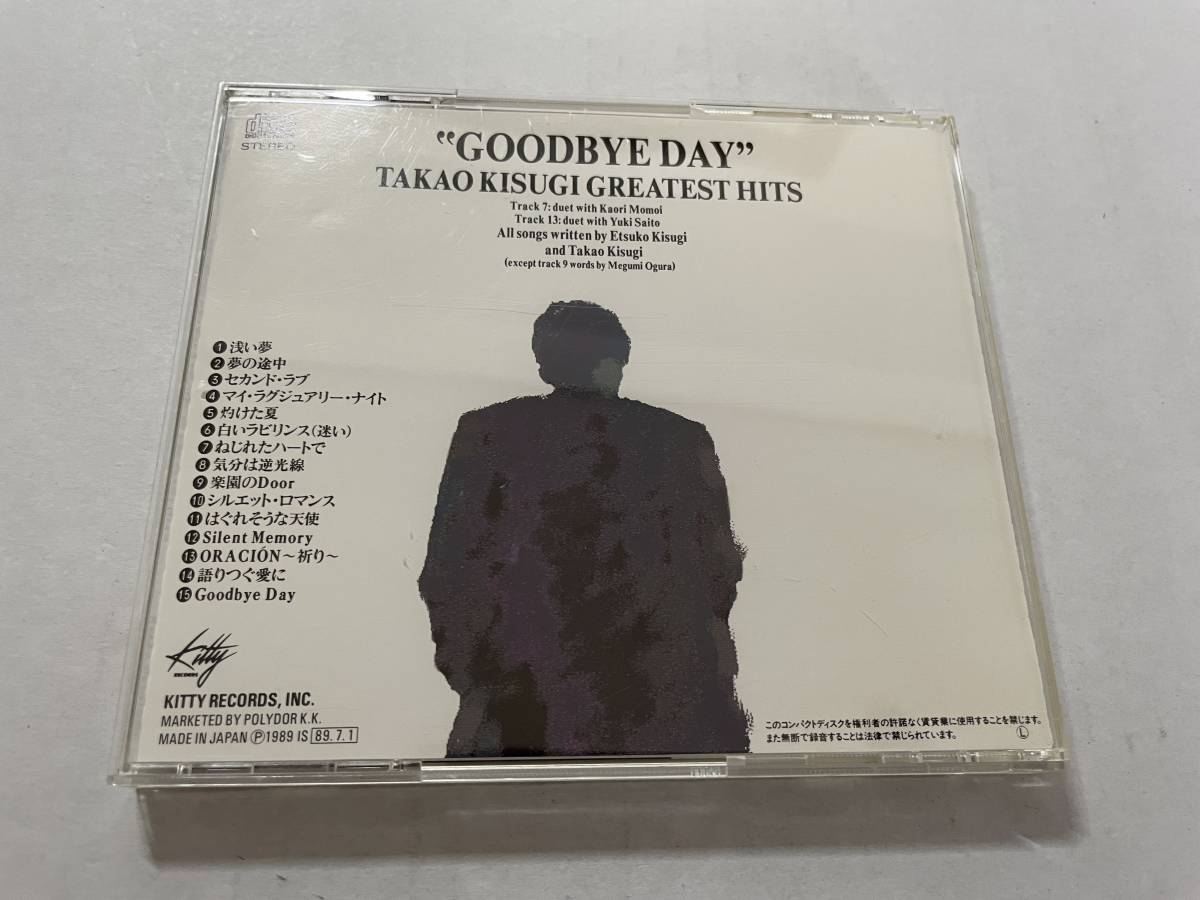 STEREO
“GOODBYE DAY”
TAKAO KISUGI GREATEST HITS
Track 7: duet with Kaori Momoi
Track 13: duet with Yuki Saito
All songs written by Etsuko Kisugi
and Takao Kisugi
(except track 9 words by Megumi Ogura)
1 浅い夢
2 夢の途中
3 セカンド・ラブ
4 マイ・ラグジュアリー・ナイト
5 灼けた夏
6 白いラビリンス(迷い)
7 ねじれたハートで
8 気分は逆光線
9 楽園のDoor
10 シルエット・ロマンス
11 はぐれそうな天使
12 Silent Memory
13 ORACIÓN〜祈り〜
14 語りつぐ愛に
15 Goodbye Day
Kitty
RECORDS
KITTY RECORDS, INC.
MARKETED BY POLYDOR K.K.
MADE IN JAPAN Ⓟ1989 IS 89.7.1
このコンパクトディスクを権利者の許諾なく賃貸業に使用することを禁じます。
また無断で録音することは法律で禁じられています。 Ⓛ